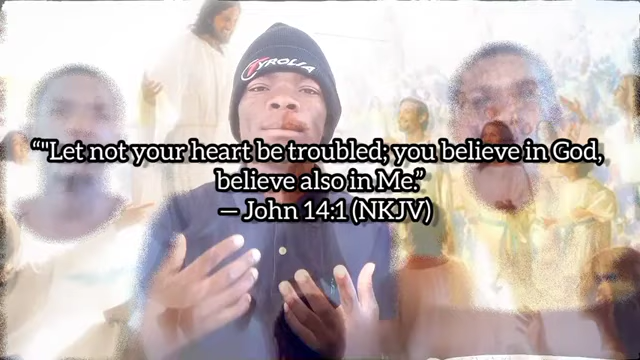 TYROLIA
“"Let not your heart be troubled; you believe in God,
believe also in Me.”
— John 14:1 (NKJV)